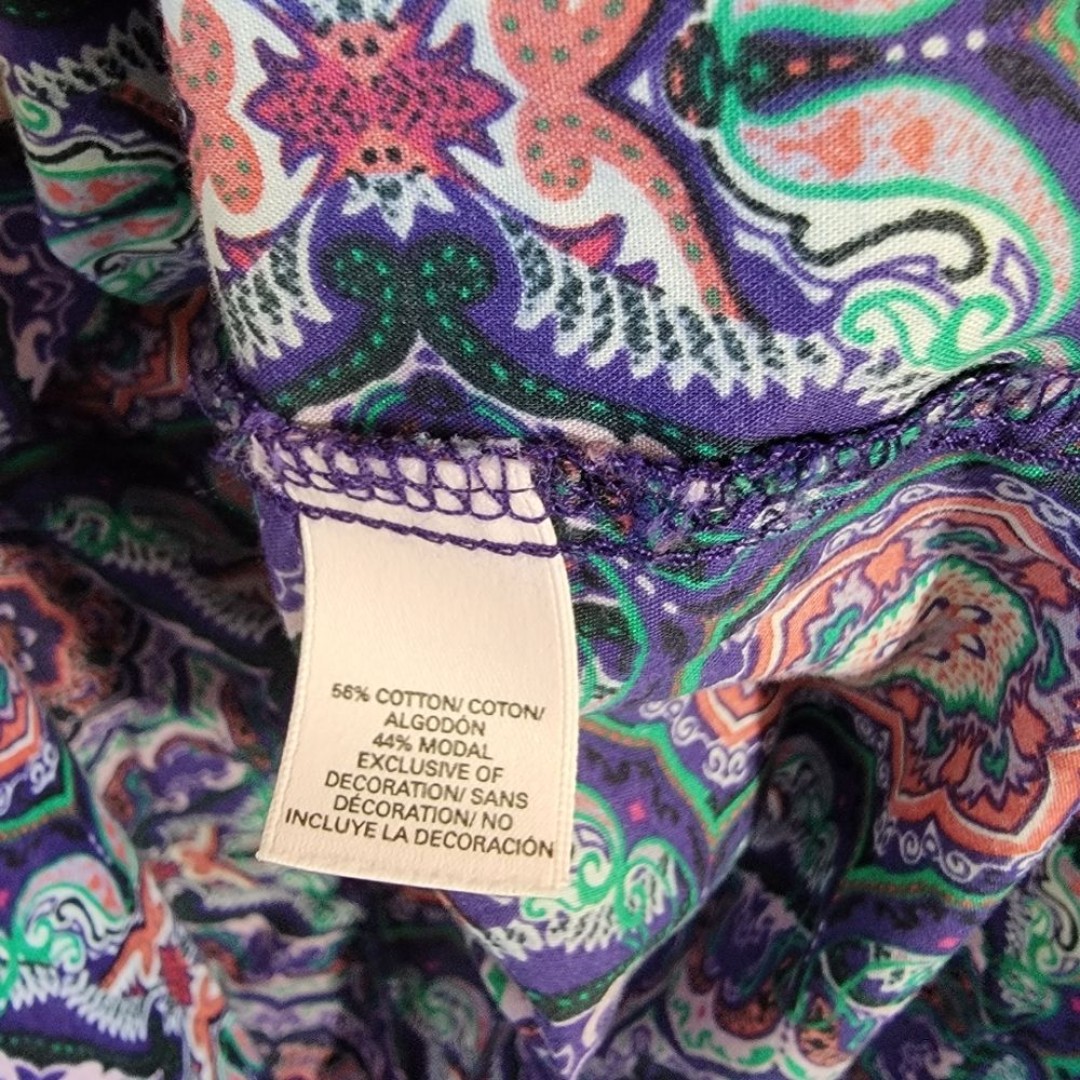 56% COTTON/ COTON/
ALGODÓN
44% MODAL
EXCLUSIVE OF
DECORATION/ SANS
DÉCORATION/ NO
INCLUYE LA DECORACIÓN